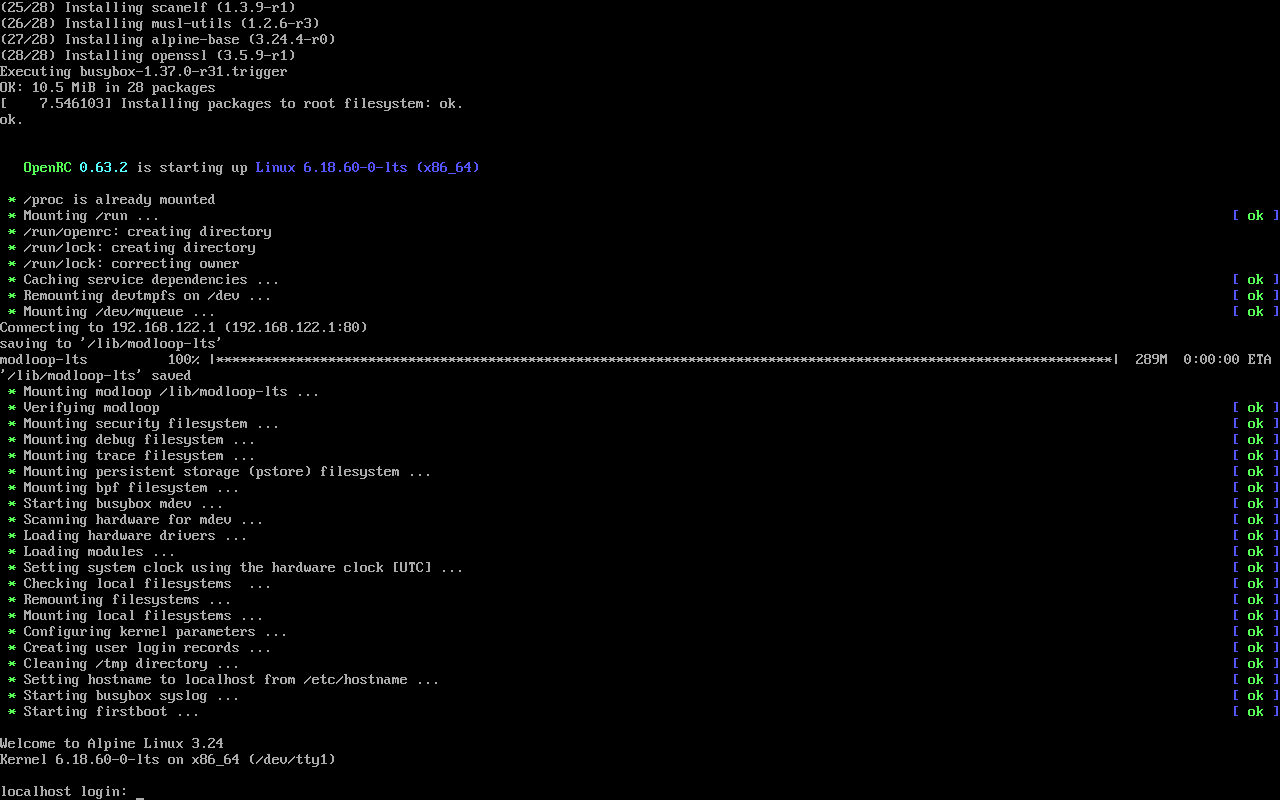 (25/28) Installing scanelf (1.3.9-r1)
(26/28) Installing musl-utils (1.2.6-r3)
(27/28) Installing alpine-base (3.24.4-r0)
(28/28) Installing openssl (3.5.9-r1)
Executing busybox-1.37.0-r31.trigger
OK: 10.5 MiB in 28 packages
[    7.546103] Installing packages to root filesystem: ok.
ok.
OpenRC 0.63.2 is starting up Linux 6.18.60-0-lts (x86_64)
* /proc is already mounted
* Mounting /run ... [ ok ]
* /run/openrc: creating directory
* /run/lock: creating directory
* /run/lock: correcting owner
* Caching service dependencies ... [ ok ]
* Remounting devtmpfs on /dev ... [ ok ]
* Mounting /dev/mqueue ... [ ok ]
Connecting to 192.168.122.1 (192.168.122.1:80)
saving to '/lib/modloop-lts'
modloop-lts          100% |****************************************************************************************************************|  289M  0:00:00 ETA
'/lib/modloop-lts' saved
* Mounting modloop /lib/modloop-lts ...
* Verifying modloop [ ok ]
* Mounting security filesystem ... [ ok ]
* Mounting debug filesystem ... [ ok ]
* Mounting trace filesystem ... [ ok ]
* Mounting persistent storage (pstore) filesystem ... [ ok ]
* Mounting bpf filesystem ... [ ok ]
* Starting busybox mdev ... [ ok ]
* Scanning hardware for mdev ... [ ok ]
* Loading hardware drivers ... [ ok ]
* Loading modules ... [ ok ]
* Setting system clock using the hardware clock [UTC] ... [ ok ]
* Checking local filesystems  ... [ ok ]
* Remounting filesystems ... [ ok ]
* Mounting local filesystems ... [ ok ]
* Configuring kernel parameters ... [ ok ]
* Creating user login records ... [ ok ]
* Cleaning /tmp directory ... [ ok ]
* Setting hostname to localhost from /etc/hostname ... [ ok ]
* Starting busybox syslog ... [ ok ]
* Starting firstboot ... [ ok ]
Welcome to Alpine Linux 3.24
Kernel 6.18.60-0-lts on x86_64 (/dev/tty1)
localhost login: _